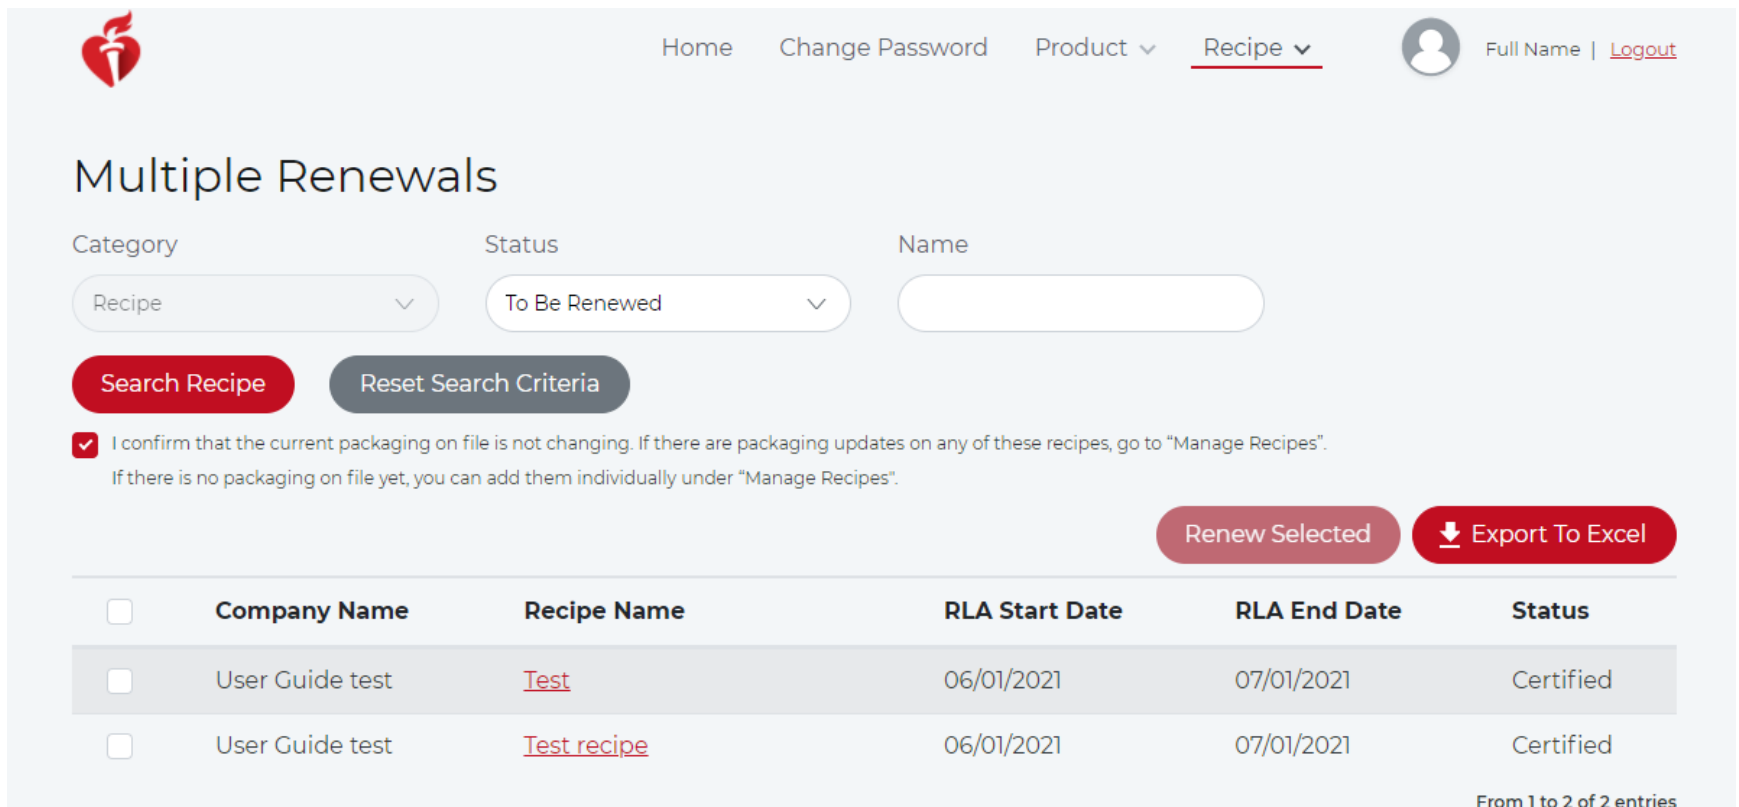 Home Change Password Product Recipe Full Name | Logout
Multiple Renewals
Category Status Name
Recipe To Be Renewed
Search Recipe Reset Search Criteria
I confirm that the current packaging on file is not changing. If there are packaging updates on any of these recipes, go to “Manage Recipes”.
If there is no packaging on file yet, you can add them individually under “Manage Recipes".
Renew Selected Export To Excel
Company Name Recipe Name RLA Start Date RLA End Date Status
User Guide test Test 06/01/2021 07/01/2021 Certified
User Guide test Test recipe 06/01/2021 07/01/2021 Certified
From 1 to 2 of 2 entries